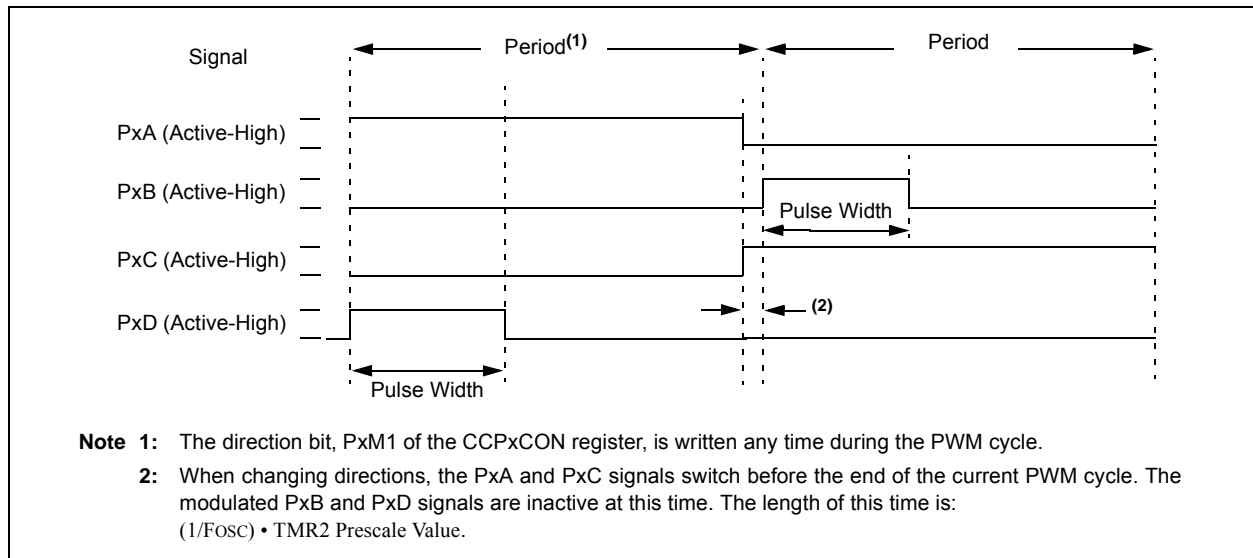 Signal
Period(1)
Period
PxA (Active-High)
PxB (Active-High)
Pulse Width
PxC (Active-High)
(2)
PxD (Active-High)
Pulse Width
Note 1: The direction bit, PxM1 of the CCPxCON register, is written any time during the PWM cycle.
2: When changing directions, the PxA and PxC signals switch before the end of the current PWM cycle. The
modulated PxB and PxD signals are inactive at this time. The length of this time is:
(1/FOSC) • TMR2 Prescale Value.